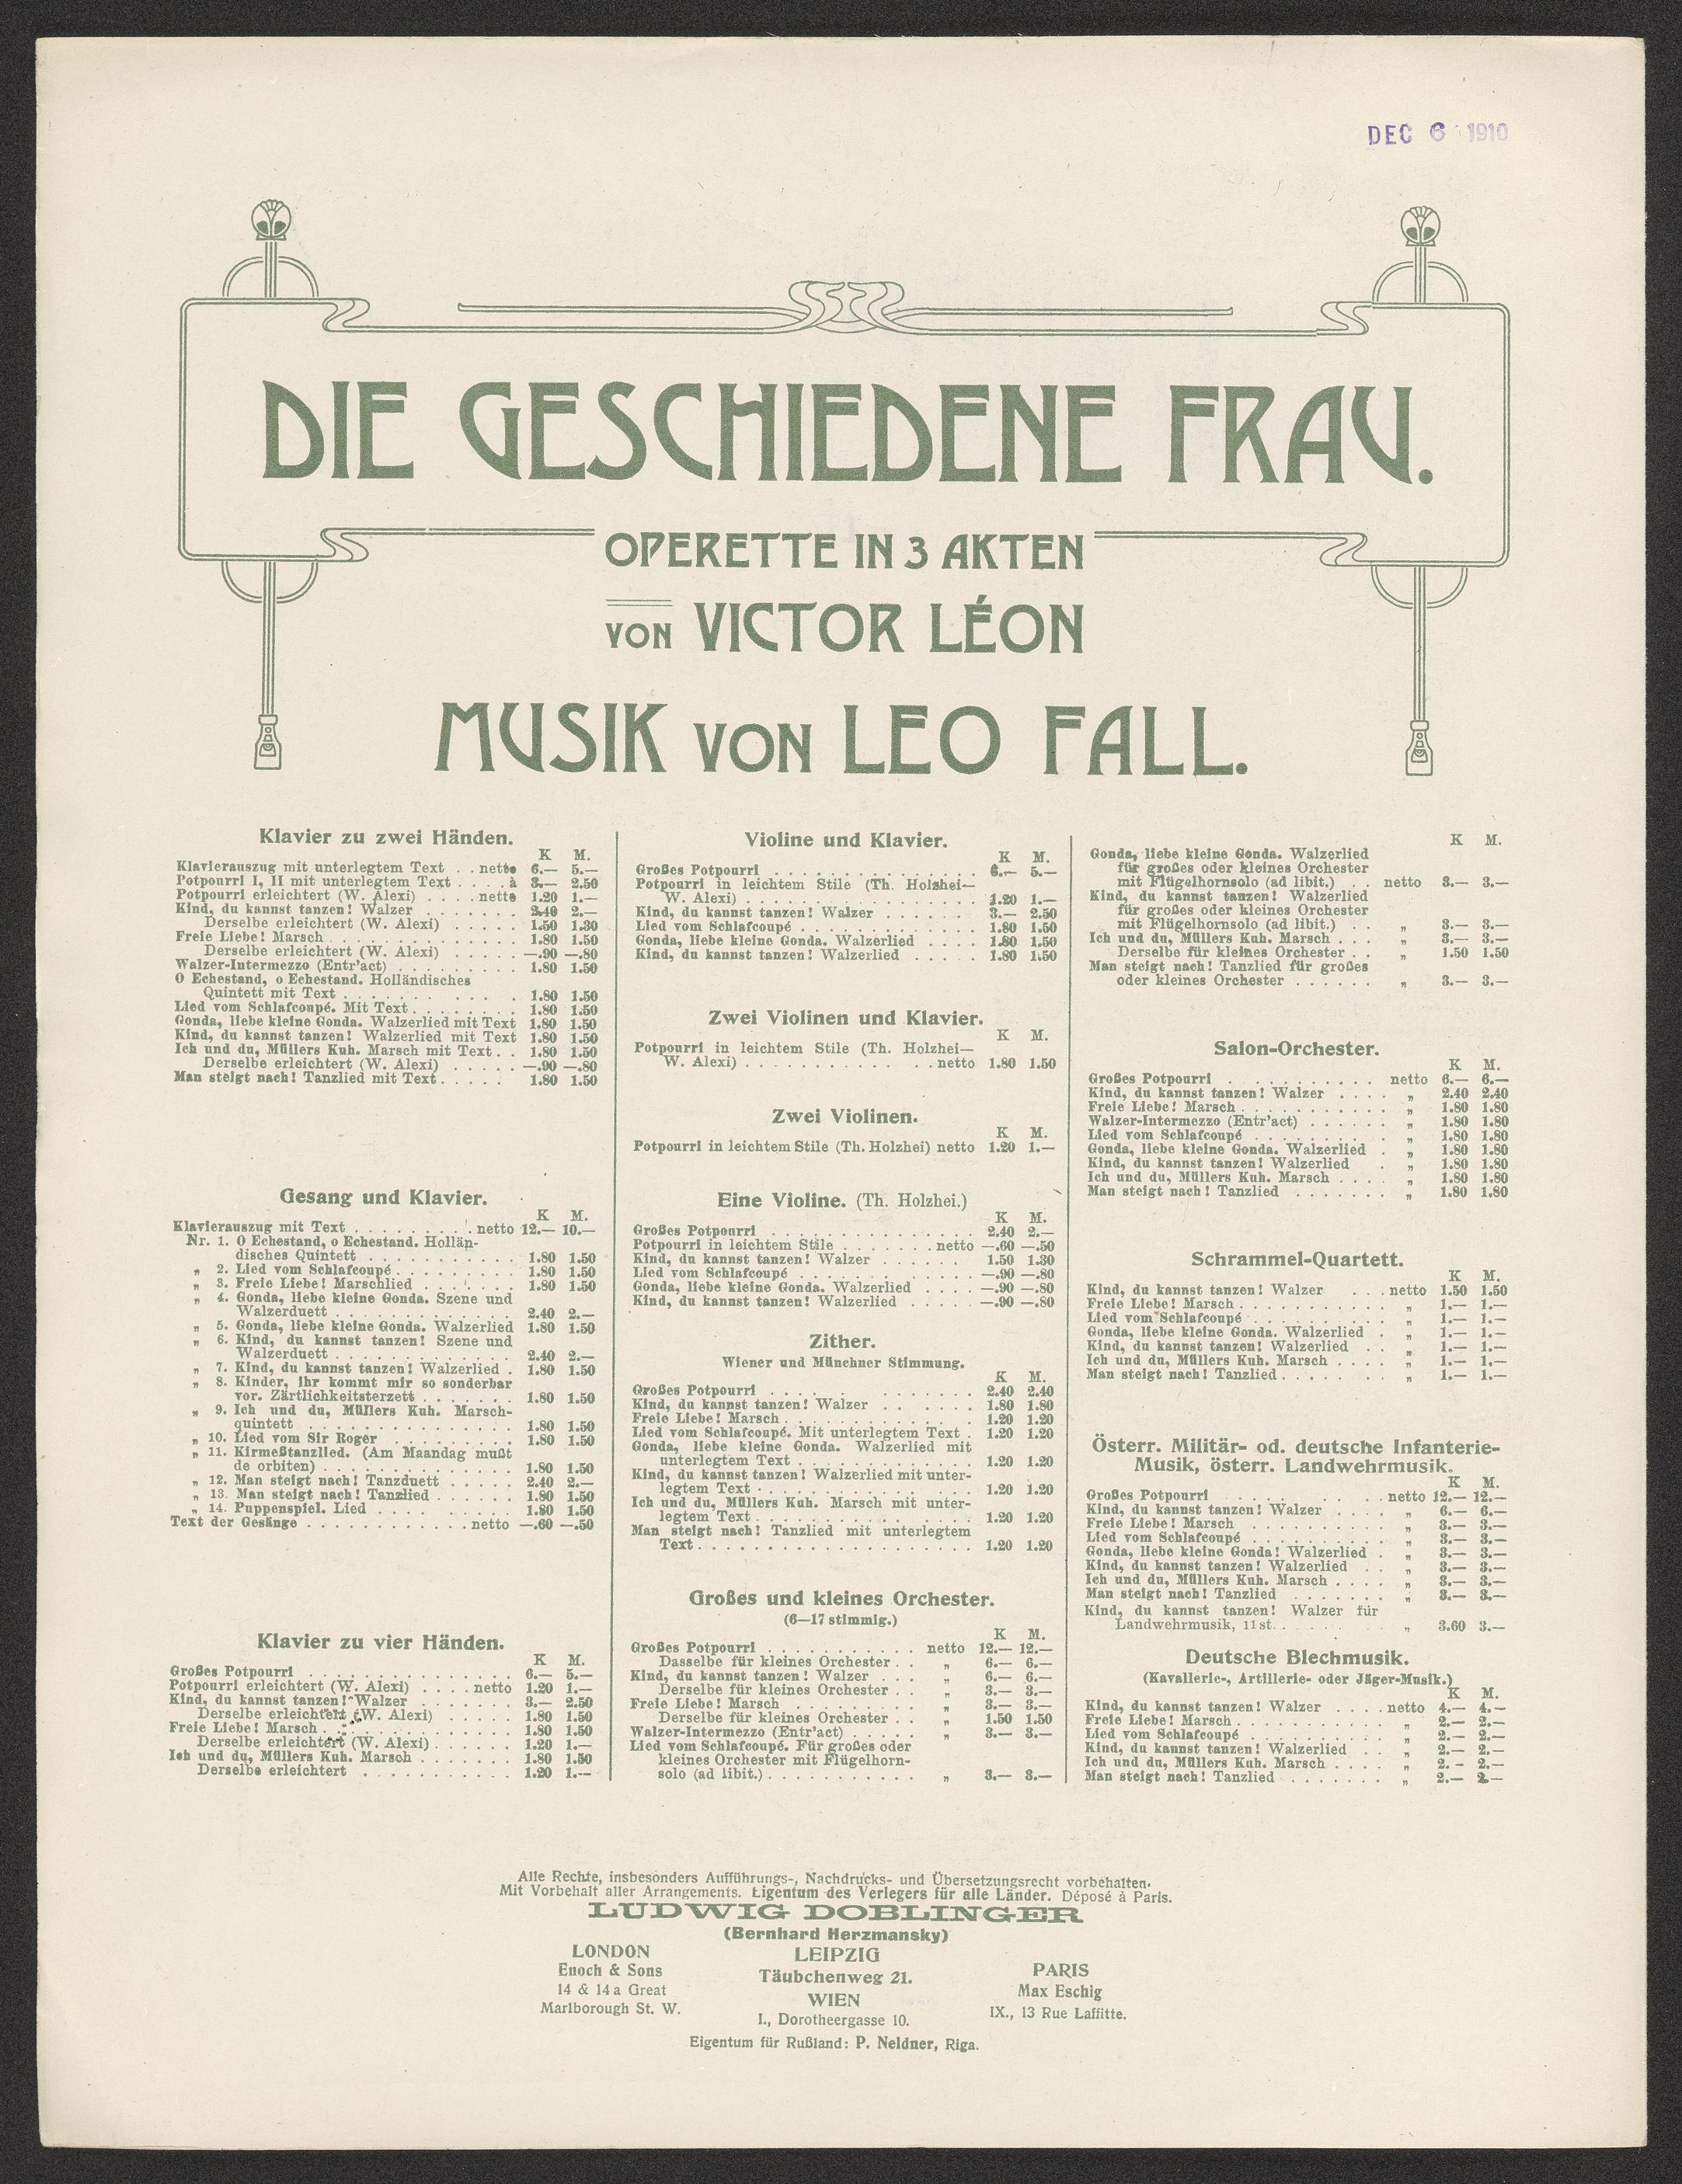 DEC 6 1910
DIE GESCHIEDENE FRAU.
OPERETTE IN 3 AKTEN
VON VICTOR LÉON
MUSIK VON LEO FALL.
Klavier zu zwei Händen.
K M.
Klavierauszug mit unterlegtem Text . . netto 6.— 5.—
Potpourri I, II mit unterlegtem Text . . . . à 3.— 2.50
Potpourri erleichtert (W. Alexi) . . . . netto 1.20 1.—
Kind, du kannst tanzen! Walzer . . . . . . . 2.40 2.—
Derselbe erleichtert (W. Alexi) . . . . . 1.50 1.30
Freie Liebe! Marsch . . . . . . . . . . . . 1.80 1.50
Derselbe erleichtert (W. Alexi) . . . . . —.90 —.80
Walzer-Intermezzo (Entr'act) . . . . . . . . 1.80 1.50
O Echestand, o Echestand. Holländisches
Quintett mit Text . . . . . . . . . . 1.80 1.50
Lied vom Schlafcoupé. Mit Text . . . . . . . 1.80 1.50
Gonda, liebe kleine Gonda. Walzerlied mit Text 1.80 1.50
Kind, du kannst tanzen! Walzerlied mit Text 1.80 1.50
Ich und du, Müllers Kuh. Marsch mit Text . . 1.80 1.50
Derselbe erleichtert (W. Alexi) . . . . . —.90 —.80
Man steigt nach! Tanzlied mit Text . . . . . 1.80 1.50
Gesang und Klavier.
K M.
Klavierauszug mit Text . . . . . . . . netto 12.— 10.—
Nr. 1. O Echestand, o Echestand. Hollän-
disches Quintett . . . . . . . . . . 1.80 1.50
„ 2. Lied vom Schlafcoupé . . . . . . . . 1.80 1.50
„ 3. Freie Liebe! Marschlied . . . . . . . 1.80 1.50
„ 4. Gonda, liebe kleine Gonda. Szene und
Walzerduett . . . . . . . . . . . . 2.40 2.—
„ 5. Gonda, liebe kleine Gonda. Walzerlied 1.80 1.50
„ 6. Kind, du kannst tanzen! Szene und
Walzerduett . . . . . . . . . . . . 2.40 2.—
„ 7. Kind, du kannst tanzen! Walzerlied . 1.80 1.50
„ 8. Kinder, ihr kommt mir so sonderbar
vor. Zärtlichkeitsterzett . . . . . . 1.80 1.50
„ 9. Ich und du, Müllers Kuh. Marsch-
quintett . . . . . . . . . . . . . . 1.80 1.50
„ 10. Lied vom Sir Roger . . . . . . . . 1.80 1.50
„ 11. Kirmeßtanzlied. (Am Maandag mußt
de orbiten) . . . . . . . . . . . . 1.80 1.50
„ 12. Man steigt nach! Tanzduett . . . . . 2.40 2.—
„ 13. Man steigt nach! Tanzlied . . . . . . 1.80 1.50
„ 14. Puppenspiel. Lied . . . . . . . . . 1.80 1.50
Text der Gesänge . . . . . . . . . . . netto —.60 —.50
Klavier zu vier Händen.
K M.
Großes Potpourri . . . . . . . . . . . . . . 6.— 5.—
Potpourri erleichtert (W. Alexi) . . . . netto 1.20 1.—
Kind, du kannst tanzen! Walzer . . . . . . . 3.— 2.50
Derselbe erleichtert (W. Alexi) . . . . . 1.80 1.50
Freie Liebe! Marsch . . . . . . . . . . . . 1.80 1.50
Derselbe erleichtert (W. Alexi) . . . . . 1.20 1.—
Ich und du, Müllers Kuh. Marsch . . . . . . . 1.80 1.50
Derselbe erleichtert . . . . . . . . . . 1.20 1.—
Violine und Klavier.
K M.
Großes Potpourri . . . . . . . . . . . . . . 6.— 5.—
Potpourri in leichtem Stile (Th. Holzhei—
W. Alexi) . . . . . . . . . . . . . . . 1.20 1.—
Kind, du kannst tanzen! Walzer . . . . . . . 3.— 2.50
Lied vom Schlafcoupé . . . . . . . . . . . . 1.80 1.50
Gonda, liebe kleine Gonda. Walzerlied . . . . 1.80 1.50
Kind, du kannst tanzen! Walzerlied . . . . . 1.80 1.50
Zwei Violinen und Klavier.
K M.
Potpourri in leichtem Stile (Th. Holzhei—
W. Alexi) . . . . . . . . . . . . . netto 1.80 1.50
Zwei Violinen.
K M.
Potpourri in leichtem Stile (Th. Holzhei) netto 1.20 1.—
Eine Violine. (Th. Holzhei.)
K M.
Großes Potpourri . . . . . . . . . . . . . . 2.40 2.—
Potpourri in leichtem Stile . . . . . . . netto —.60 —.50
Kind, du kannst tanzen! Walzer . . . . . . 1.50 1.30
Lied vom Schlafcoupé . . . . . . . . . . . . —.90 —.80
Gonda, liebe kleine Gonda. Walzerlied . . . . —.90 —.80
Kind, du kannst tanzen! Walzerlied . . . . . —.90 —.80
Zither.
Wiener und Münchner Stimmung.
K M.
Großes Potpourri . . . . . . . . . . . . . 2.40 2.40
Kind, du kannst tanzen! Walzer . . . . . . 1.80 1.80
Freie Liebe! Marsch . . . . . . . . . . . . 1.20 1.20
Lied vom Schlafcoupé. Mit unterlegtem Text . 1.20 1.20
Gonda, liebe kleine Gonda. Walzerlied mit
unterlegtem Text . . . . . . . . . . . 1.20 1.20
Kind, du kannst tanzen! Walzerlied mit unter-
legtem Text . . . . . . . . . . . . . . 1.20 1.20
Ich und du, Müllers Kuh. Marsch mit unter-
legtem Text . . . . . . . . . . . . . . 1.20 1.20
Man steigt nach! Tanzlied mit unterlegtem
Text . . . . . . . . . . . . . . . . . . 1.20 1.20
Großes und kleines Orchester.
(6—17 stimmig.)
K M.
Großes Potpourri . . . . . . . . . . . netto 12.— 12.—
Dasselbe für kleines Orchester . . „ 6.— 6.—
Kind, du kannst tanzen! Walzer . . . „ 6.— 6.—
Derselbe für kleines Orchester . . „ 3.— 3.—
Freie Liebe! Marsch . . . . . . . . . „ 3.— 3.—
Derselbe für kleines Orchester . . „ 1.50 1.50
Walzer-Intermezzo (Entr'act) . . . . . „ 3.— 3.—
Lied vom Schlafcoupé. Für großes oder
kleines Orchester mit Flügelhorn-
solo (ad libit.) . . . . . . . . . . . „ 3.— 3.—
K M.
Gonda, liebe kleine Gonda. Walzerlied
für großes oder kleines Orchester
mit Flügelhornsolo (ad libit.) . . netto 3.— 3.—
Kind, du kannst tanzen! Walzerlied
für großes oder kleines Orchester
mit Flügelhornsolo (ad libit.) . . „ 3.— 3.—
Ich und du, Müllers Kuh. Marsch . . . „ 3.— 3.—
Derselbe für kleines Orchester . . „ 1.50 1.50
Man steigt nach! Tanzlied für großes
oder kleines Orchester . . . . . . „ 3.— 3.—
Salon-Orchester.
K M.
Großes Potpourri . . . . . . . . . . netto 6.— 6.—
Kind, du kannst tanzen! Walzer . . . . „ 2.40 2.40
Freie Liebe! Marsch . . . . . . . . . . „ 1.80 1.80
Walzer-Intermezzo (Entr'act) . . . . . . „ 1.80 1.80
Lied vom Schlafcoupé . . . . . . . . . „ 1.80 1.80
Gonda, liebe kleine Gonda. Walzerlied . „ 1.80 1.80
Kind, du kannst tanzen! Walzerlied . „ 1.80 1.80
Ich und du, Müllers Kuh. Marsch . . . . „ 1.80 1.80
Man steigt nach! Tanzlied . . . . . . . „ 1.80 1.80
Schrammel-Quartett.
K M.
Kind, du kannst tanzen! Walzer . . . netto 1.50 1.50
Freie Liebe! Marsch . . . . . . . . . . „ 1.— 1.—
Lied vom Schlafcoupé . . . . . . . . . „ 1.— 1.—
Gonda, liebe kleine Gonda. Walzerlied . „ 1.— 1.—
Kind, du kannst tanzen! Walzerlied . . „ 1.— 1.—
Ich und du, Müllers Kuh. Marsch . . . . „ 1.— 1.—
Man steigt nach! Tanzlied . . . . . . . „ 1.— 1.—
Österr. Militär- od. deutsche Infanterie-
Musik, österr. Landwehrmusik.
K M.
Großes Potpourri . . . . . . . . . netto 12.— 12.—
Kind, du kannst tanzen! Walzer . . . . „ 6.— 6.—
Freie Liebe! Marsch . . . . . . . . . „ 3.— 3.—
Lied vom Schlafcoupé . . . . . . . . . „ 3.— 3.—
Gonda, liebe kleine Gonda! Walzerlied . „ 3.— 3.—
Kind, du kannst tanzen! Walzerlied . . „ 3.— 3.—
Ich und du, Müllers Kuh. Marsch . . . . „ 3.— 3.—
Man steigt nach! Tanzlied . . . . . . . „ 3.— 3.—
Kind, du kannst tanzen! Walzer für
Landwehrmusik, 11 st. . . . . . . „ 3.60 3.—
Deutsche Blechmusik.
(Kavallerie-, Artillerie- oder Jäger-Musik.)
K M.
Kind, du kannst tanzen! Walzer . . . . netto 4.— 4.—
Freie Liebe! Marsch . . . . . . . . . . „ 2.— 2.—
Lied vom Schlafcoupé . . . . . . . . . „ 2.— 2.—
Kind, du kannst tanzen! Walzerlied . . „ 2.— 2.—
Ich und du, Müllers Kuh. Marsch . . . . „ 2.— 2.—
Man steigt nach! Tanzlied . . . . . . . „ 2.— 2.—
Alle Rechte, insbesonders Aufführungs-, Nachdrucks- und Übersetzungsrecht vorbehalten.
Mit Vorbehalt aller Arrangements. Eigentum des Verlegers für alle Länder. Déposé à Paris.
LUDWIG DOBLINGER
(Bernhard Herzmansky)
LONDON
Enoch & Sons
14 & 14 a Great
Marlborough St. W.
LEIPZIG
Täubchenweg 21.
WIEN
I., Dorotheergasse 10.
PARIS
Max Eschig
IX., 13 Rue Laffitte.
Eigentum für Rußland: P. Neldner, Riga.